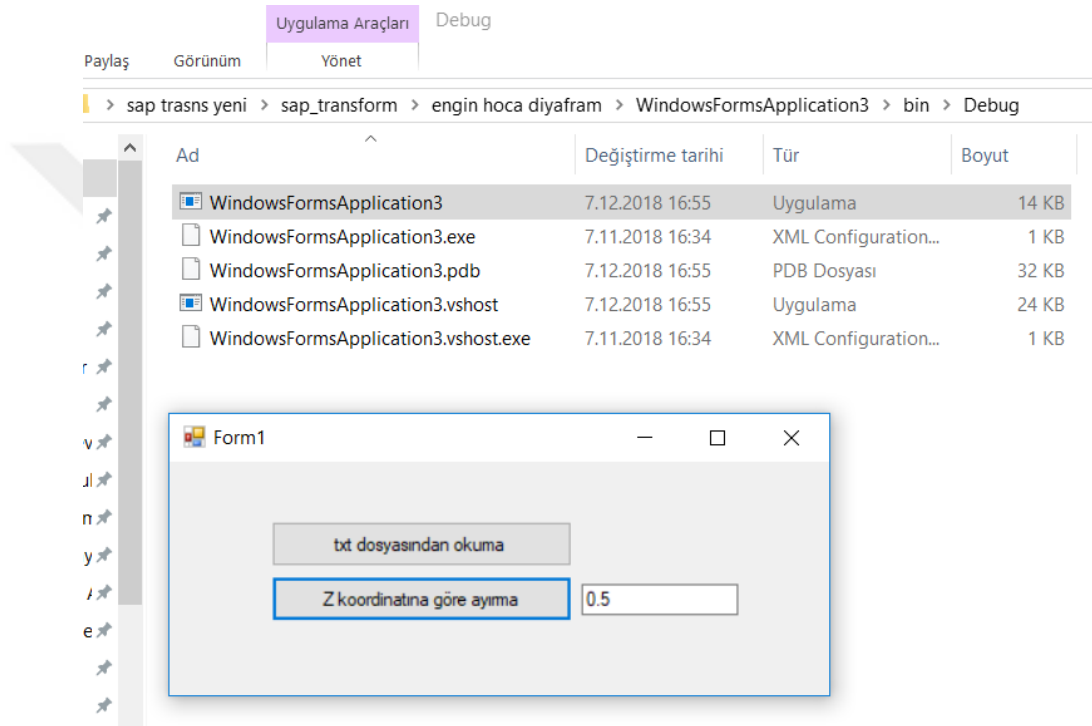 Uygulama Araçları Debug
Paylaş Görünüm Yönet
> sap trasns yeni > sap_transform > engin hoca diyafram > WindowsFormsApplication3 > bin > Debug
Ad Değiştirme tarihi Tür Boyut
WindowsFormsApplication3 7.12.2018 16:55 Uygulama 14 KB
WindowsFormsApplication3.exe 7.11.2018 16:34 XML Configuration... 1 KB
WindowsFormsApplication3.pdb 7.12.2018 16:55 PDB Dosyası 32 KB
WindowsFormsApplication3.vshost 7.12.2018 16:55 Uygulama 24 KB
WindowsFormsApplication3.vshost.exe 7.11.2018 16:34 XML Configuration... 1 KB
Form1
txt dosyasından okuma
Z koordinatına göre ayırma 0.5